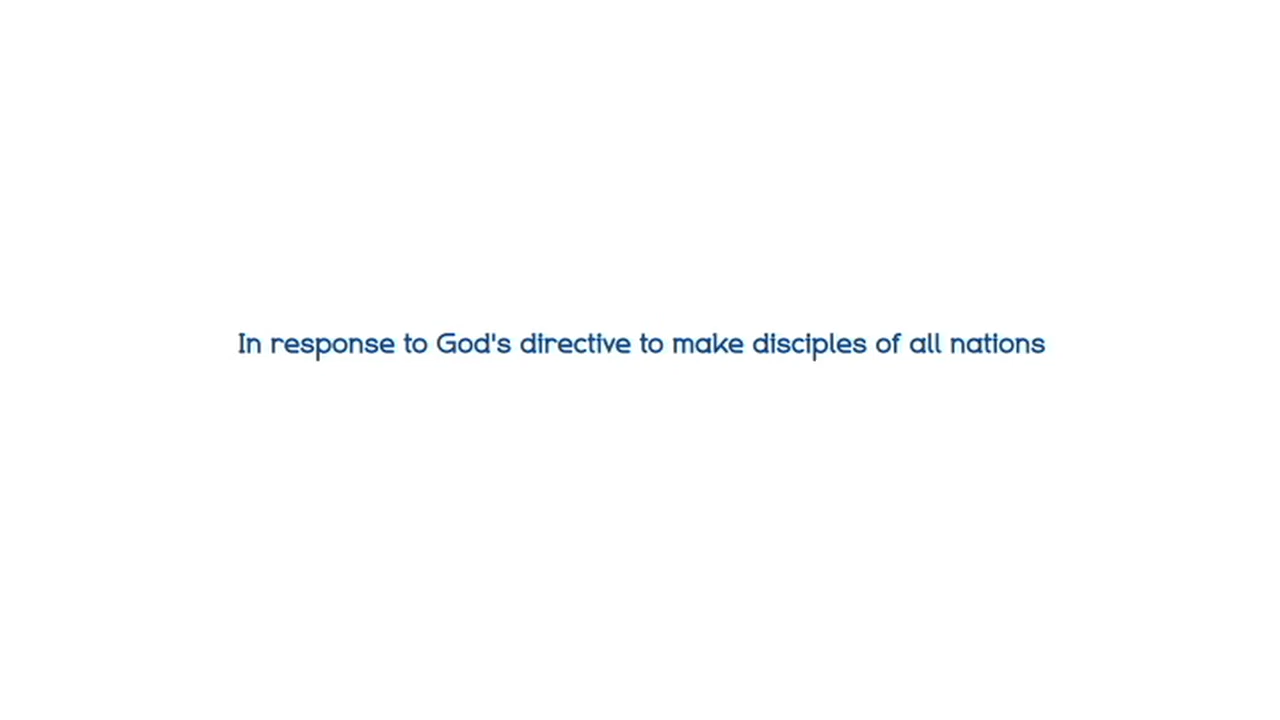 In response to God's directive to make disciples of all nations